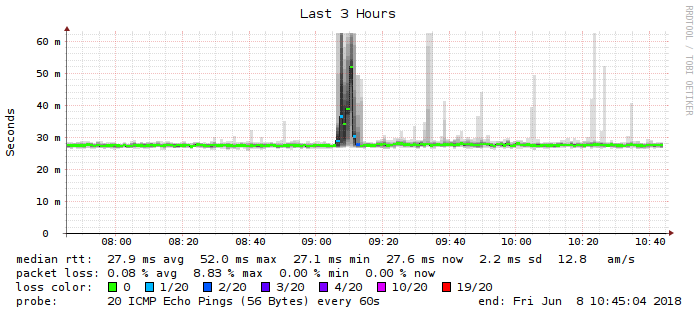 Last 3 Hours
RRDTOOL / TOBI OETIKER
Seconds
60 m
50 m
40 m
30 m
20 m
10 m
0
08:00 08:20 08:40 09:00 09:20 09:40 10:00 10:20 10:40
median rtt: 27.9 ms avg 52.0 ms max 27.1 ms min 27.6 ms now 2.2 ms sd 12.8 am/s
packet loss: 0.08 % avg 8.83 % max 0.00 % min 0.00 % now
loss color: 0 1/20 2/20 3/20 4/20 10/20 19/20
probe: 20 ICMP Echo Pings (56 Bytes) every 60s end: Fri Jun 8 10:45:04 2018